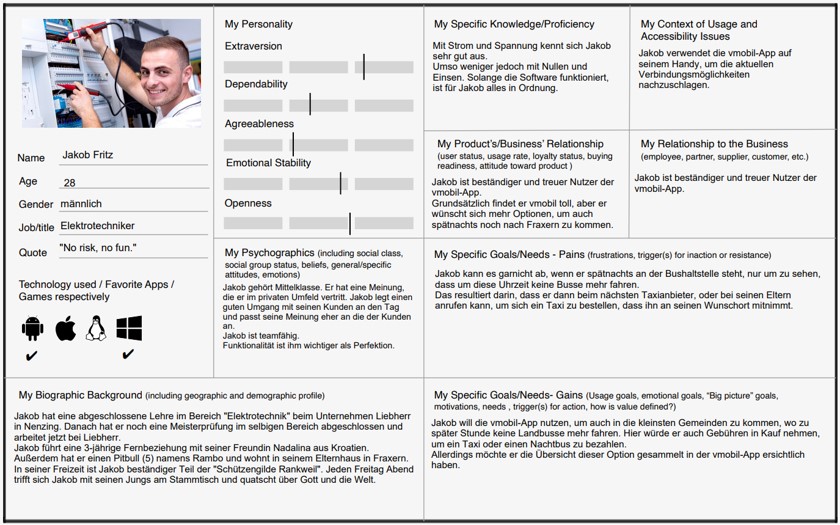 Name Jakob Fritz
Age 28
Gender männlich
Job/title Elektrotechniker
Quote "No risk, no fun."
Technology used / Favorite Apps /
Games respectively
My Personality
Extraversion
Dependability
Agreeableness
Emotional Stability
Openness
My Specific Knowledge/Proficiency
Mit Strom und Spannung kennt sich Jakob
sehr gut aus.
Umso weniger jedoch mit Nullen und
Einsen. Solange die Software funktioniert,
ist für Jakob alles in Ordnung.
My Context of Usage and
Accessibility Issues
Jakob verwendet die vmobil-App auf
seinem Handy, um die aktuellen
Verbindungsmöglichkeiten
nachzuschlagen.
My Product's/Business' Relationship
(user status, usage rate, loyalty status, buying
readiness, attitude toward product )
Jakob ist beständiger und treuer Nutzer der
vmobil-App.
Grundsätzlich findet er vmobil toll, aber er
wünscht sich mehr Optionen, um auch
spätnachts noch nach Fraxern zu kommen.
My Relationship to the Business
(employee, partner, supplier, customer, etc.)
Jakob ist beständiger und treuer Nutzer der
vmobil-App.
My Psychographics (including social class,
social group status, beliefs, general/specific
attitudes, emotions)
Jakob gehört Mittelklasse. Er hat eine Meinung,
die er im privaten Umfeld vertritt. Jakob legt einen
guten Umgang mit seinen Kunden an den Tag
und passt seine Meinung eher an die der Kunden
an.
Jakob ist teamfähig.
Funktionalität ist ihm wichtiger als Perfektion.
My Specific Goals/Needs - Pains (frustrations, trigger(s) for inaction or resistance)
Jakob kann es garnicht ab, wenn er spätnachts an der Bushaltstelle steht, nur um zu sehen,
dass um diese Uhrzeit keine Busse mehr fahren.
Das resultiert darin, dass er dann beim nächsten Taxianbieter, oder bei seinen Eltern
anrufen kann, um sich ein Taxi zu bestellen, dass ihn an seinen Wunschort mitnimmt.
My Biographic Background (including geographic and demographic profile)
Jakob hat eine abgeschlossene Lehre im Bereich "Elektrotechnik" beim Unternehmen Liebherr
in Nenzing. Danach hat er noch eine Meisterprüfung im selbigen Bereich abgeschlossen und
arbeitet jetzt bei Liebherr.
Jakob führt eine 3-jährige Fernbeziehung mit seiner Freundin Nadalina aus Kroatien.
Außerdem hat er einen Pitbull (5) namens Rambo und wohnt in seinem Elternhaus in Fraxern.
In seiner Freizeit ist Jakob beständiger Teil der "Schützengilde Rankweil". Jeden Freitag Abend
trifft sich Jakob mit seinen Jungs am Stammtisch und quatscht über Gott und die Welt.
My Specific Goals/Needs- Gains (Usage goals, emotional goals, "Big picture" goals,
motivations, needs , trigger(s) for action, how is value defined?)
Jakob will die vmobil-App nutzen, um auch in die kleinsten Gemeinden zu kommen, wo zu
später Stunde keine Landbusse mehr fahren. Hier würde er auch Gebühren in Kauf nehmen,
um ein Taxi oder einen Nachtbus zu bezahlen.
Allerdings möchte er die Übersicht dieser Option gesammelt in der vmobil-App ersichtlich
haben.